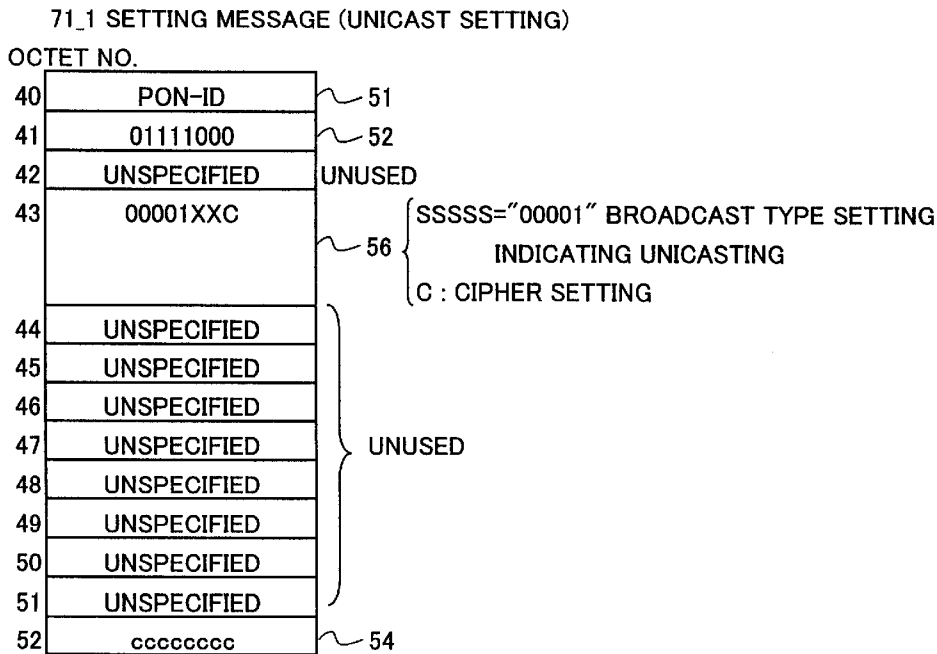 71_1 SETTING MESSAGE (UNICAST SETTING)
OCTET NO.
40 PON-ID 51
41 01111000 52
42 UNSPECIFIED UNUSED
43 00001XXC 56 SSSSS="00001" BROADCAST TYPE SETTING
INDICATING UNICASTING
C : CIPHER SETTING
44 UNSPECIFIED
45 UNSPECIFIED
46 UNSPECIFIED
47 UNSPECIFIED UNUSED
48 UNSPECIFIED
49 UNSPECIFIED
50 UNSPECIFIED
51 UNSPECIFIED
52 cccccccc 54